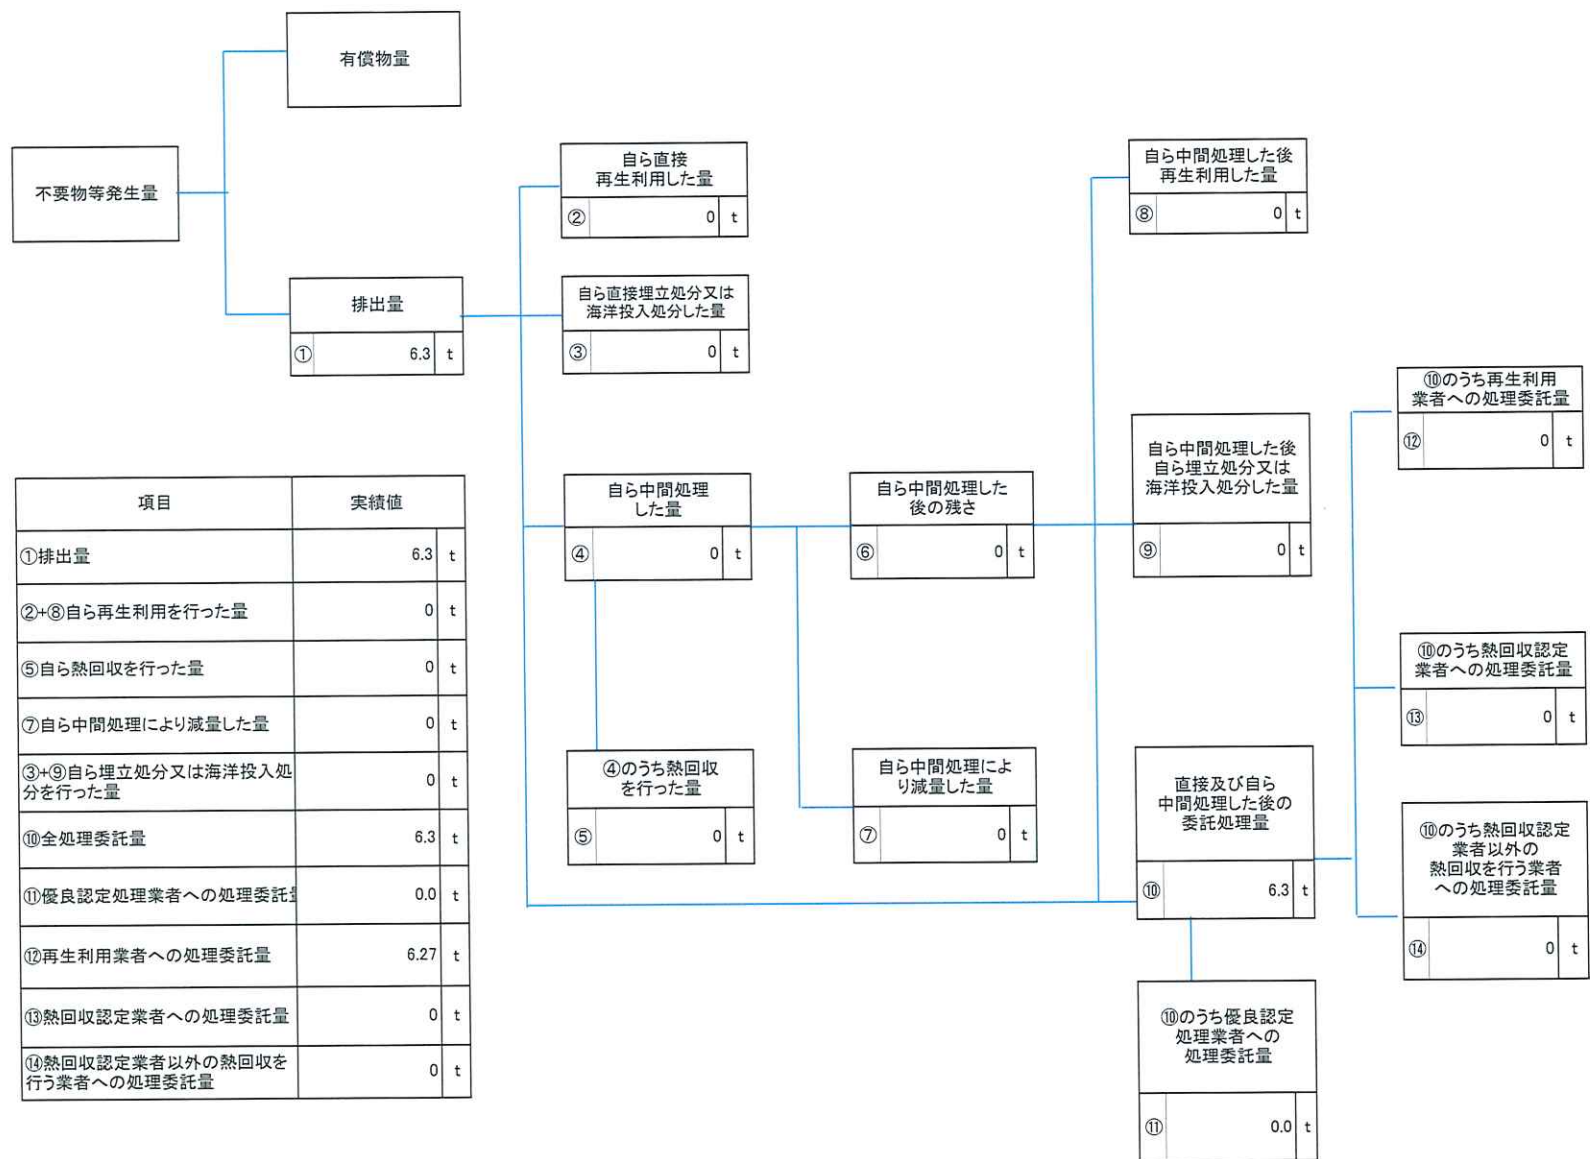 有償物量
不要物等発生量
排出量
① 6.3 t
自ら直接
再生利用した量
② 0 t
自ら直接埋立処分又は
海洋投入処分した量
③ 0 t
自ら中間処理
した量
④ 0 t
④のうち熱回収
を行った量
⑤ 0 t
自ら中間処理した
後の残さ
⑥ 0 t
自ら中間処理によ
り減量した量
⑦ 0 t
自ら中間処理した後
再生利用した量
⑧ 0 t
自ら中間処理した後
自ら埋立処分又は
海洋投入処分した量
⑨ 0 t
直接及び自ら
中間処理した後の
委託処理量
⑩ 6.3 t
⑩のうち優良認定
処理業者への
処理委託量
⑪ 0.0 t
⑩のうち再生利用
業者への処理委託量
⑫ 0 t
⑩のうち熱回収認定
業者への処理委託量
⑬ 0 t
⑩のうち熱回収認定
業者以外の
熱回収を行う業者
への処理委託量
⑭ 0 t
項目 実績値
①排出量 6.3 t
②+⑧自ら再生利用を行った量 0 t
⑤自ら熱回収を行った量 0 t
⑦自ら中間処理により減量した量 0 t
③+⑨自ら埋立処分又は海洋投入処
分を行った量 0 t
⑩全処理委託量 6.3 t
⑪優良認定処理業者への処理委託 0.0 t
⑫再生利用業者への処理委託量 6.27 t
⑬熱回収認定業者への処理委託量 0 t
⑭熱回収認定業者以外の熱回収を
行う業者への処理委託量 0 t